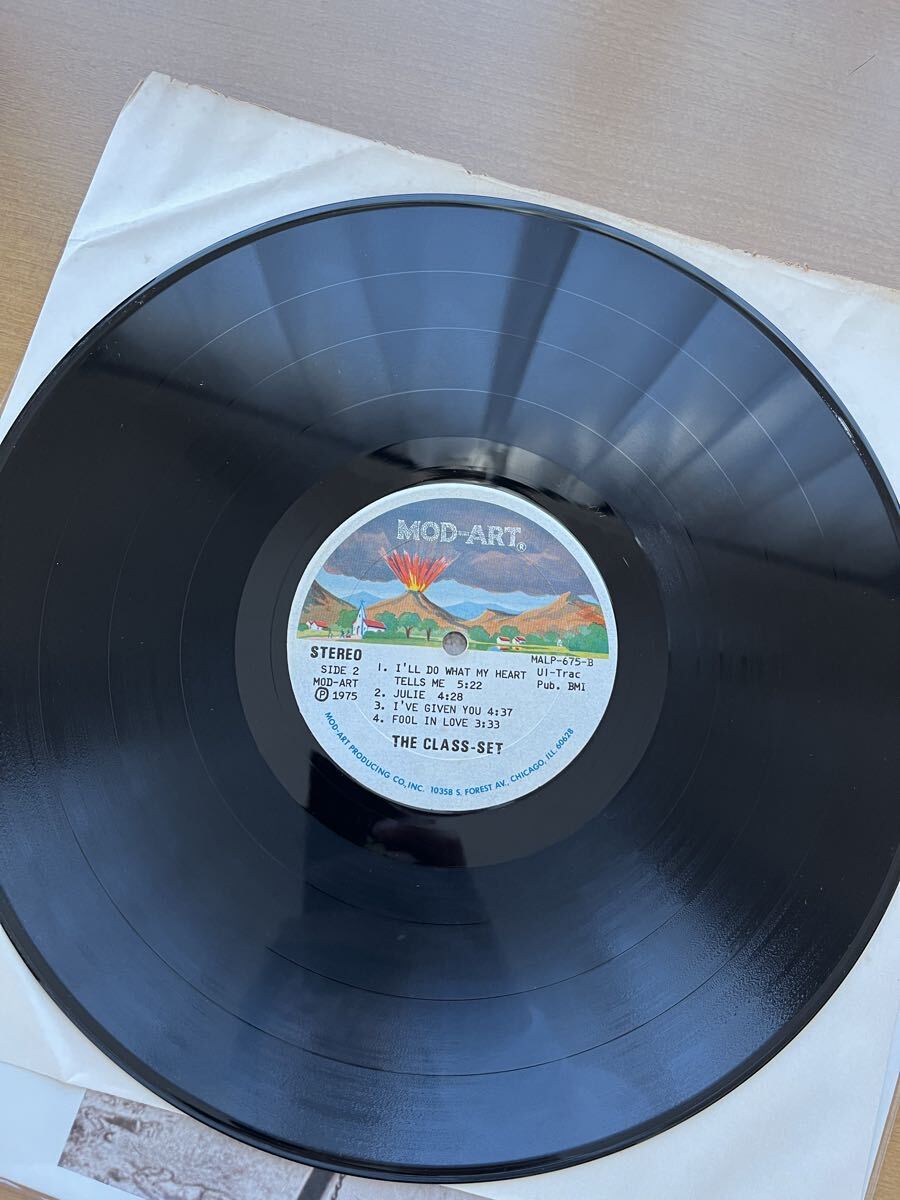 MOD-ART®
STEREO
SIDE 2
MOD-ART
℗ 1975
MALP-675-B
Ul-Trac
Pub. BMI
1. I'LL DO WHAT MY HEART
TELLS ME 5:22
2. JULIE 4:28
3. I'VE GIVEN YOU 4:37
4. FOOL IN LOVE 3:33
THE CLASS-SET
MOD-ART PRODUCING CO., INC. 10358 S. FOREST AV., CHICAGO, ILL. 60628